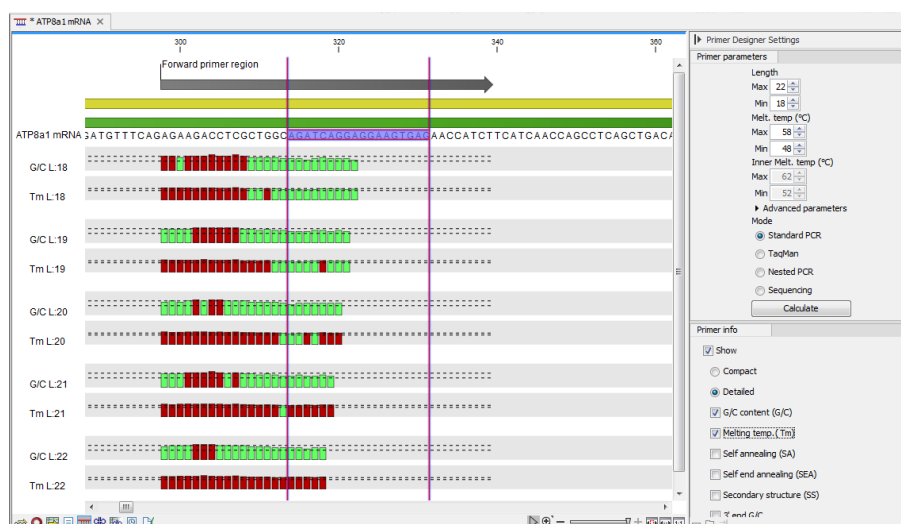 * ATP8a1 mRNA
300 320 340 360
Forward primer region
ATP8a1 mRNA
GATGTTTCAGAGAAGACCTCGCTGGCAGATCAGGAGGAAGTGAGAACCATCTTCATCAACCAGCCTCAGCTGACA
G/C L:18
Tm L:18
G/C L:19
Tm L:19
G/C L:20
Tm L:20
G/C L:21
Tm L:21
G/C L:22
Tm L:22
Primer Designer Settings
Primer parameters
Length
Max 22
Min 18
Melt. temp (°C)
Max 58
Min 48
Inner Melt. temp (°C)
Max 62
Min 52
Advanced parameters
Mode
Standard PCR
TaqMan
Nested PCR
Sequencing
Calculate
Primer info
Show
Compact
Detailed
G/C content (G/C)
Melting temp. ( Tm)
Self annealing (SA)
Self end annealing (SEA)
Secondary structure (SS)
% end G/C